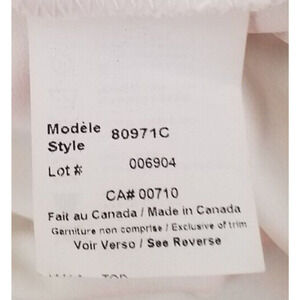 Modèle
Style 80971C
Lot # 006904
CA# 00710
Fait au Canada / Made in Canada
Garniture non comprise / Exclusive of trim
Voir Verso / See Reverse